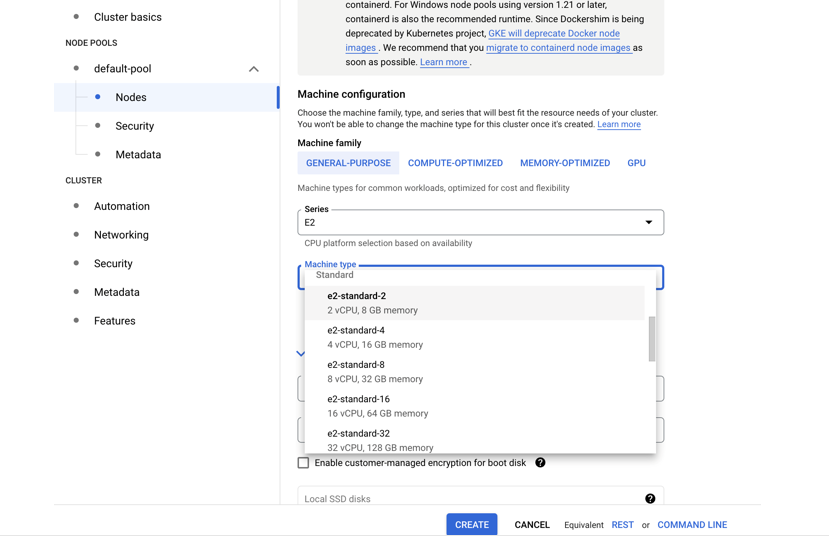 Cluster basics
NODE POOLS
default-pool
Nodes
Security
Metadata
CLUSTER
Automation
Networking
Security
Metadata
Features
containerd. For Windows node pools using version 1.21 or later,
containerd is also the recommended runtime. Since Dockershim is being
deprecated by Kubernetes project, GKE will deprecate Docker node
images . We recommend that you migrate to containerd node images as
soon as possible. Learn more .
Machine configuration
Choose the machine family, type, and series that will best fit the resource needs of your cluster.
You won't be able to change the machine type for this cluster once it's created. Learn more
Machine family
GENERAL-PURPOSE COMPUTE-OPTIMIZED MEMORY-OPTIMIZED GPU
Machine types for common workloads, optimized for cost and flexibility
Series
E2
CPU platform selection based on availability
Machine type
Standard
e2-standard-2
2 vCPU, 8 GB memory
e2-standard-4
4 vCPU, 16 GB memory
e2-standard-8
8 vCPU, 32 GB memory
e2-standard-16
16 vCPU, 64 GB memory
e2-standard-32
32 vCPU, 128 GB memory
Enable customer-managed encryption for boot disk
Local SSD disks
CREATE CANCEL Equivalent REST or COMMAND LINE